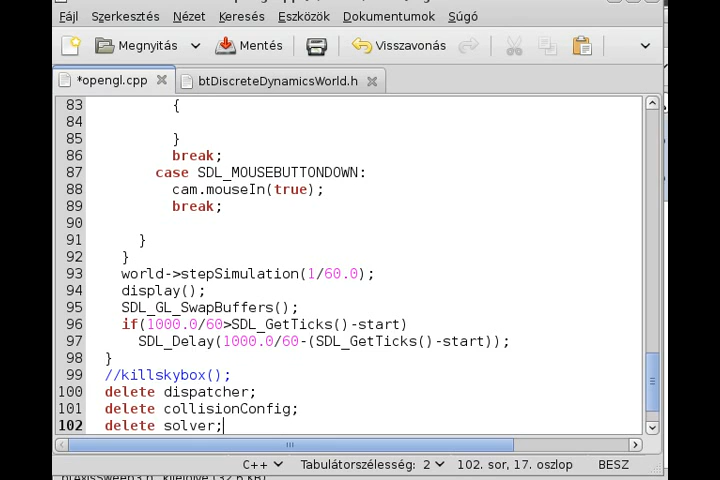 Fájl Szerkesztés Nézet Keresés Eszközök Dokumentumok Súgó
Megnyitás Mentés Visszavonás
*opengl.cpp btDiscreteDynamicsWorld.h
83 {
84
85 }
86 break;
87 case SDL_MOUSEBUTTONDOWN:
88 cam.mouseIn(true);
89 break;
90
91 }
92 }
93 world->stepSimulation(1/60.0);
94 display();
95 SDL_GL_SwapBuffers();
96 if(1000.0/60>SDL_GetTicks()-start)
97 SDL_Delay(1000.0/60-(SDL_GetTicks()-start));
98 }
99 //killskybox();
100 delete dispatcher;
101 delete collisionConfig;
102 delete solver;
C++ Tabulátorszélesség: 2 102. sor, 17. oszlop BESZ